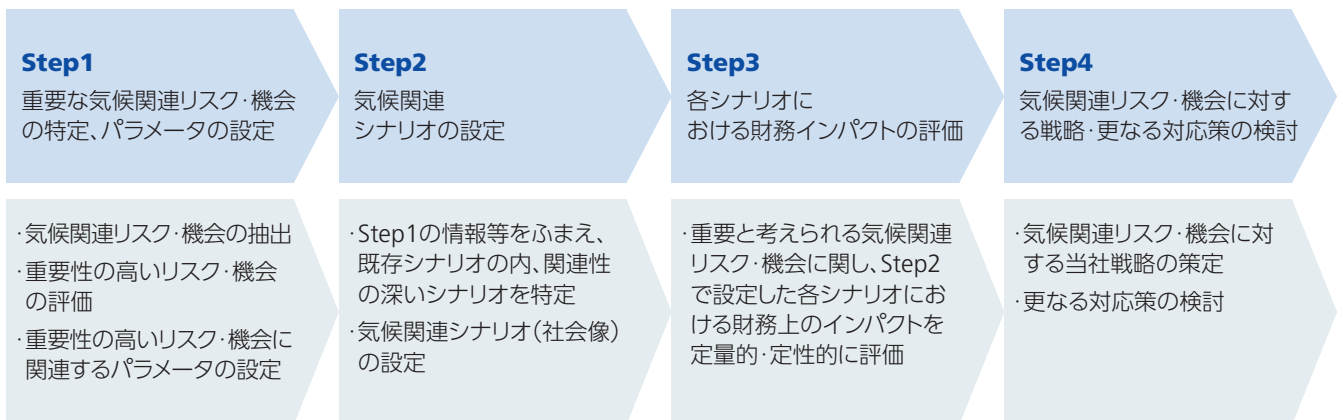 Step1
重要な気候関連リスク・機会
の特定、パラメータの設定
Step2
気候関連
シナリオの設定
Step3
各シナリオに
おける財務インパクトの評価
Step4
気候関連リスク・機会に対す
る戦略・更なる対応策の検討
・気候関連リスク・機会の抽出
・重要性の高いリスク・機会
の評価
・重要性の高いリスク・機会に
関連するパラメータの設定
・Step1の情報等をふまえ、
既存シナリオの内、関連性
の深いシナリオを特定
・気候関連シナリオ(社会像)
の設定
・重要と考えられる気候関連
リスク・機会に関し、Step2
で設定した各シナリオにお
ける財務上のインパクトを
定量的・定性的に評価
・気候関連リスク・機会に対
する当社戦略の策定
・更なる対応策の検討